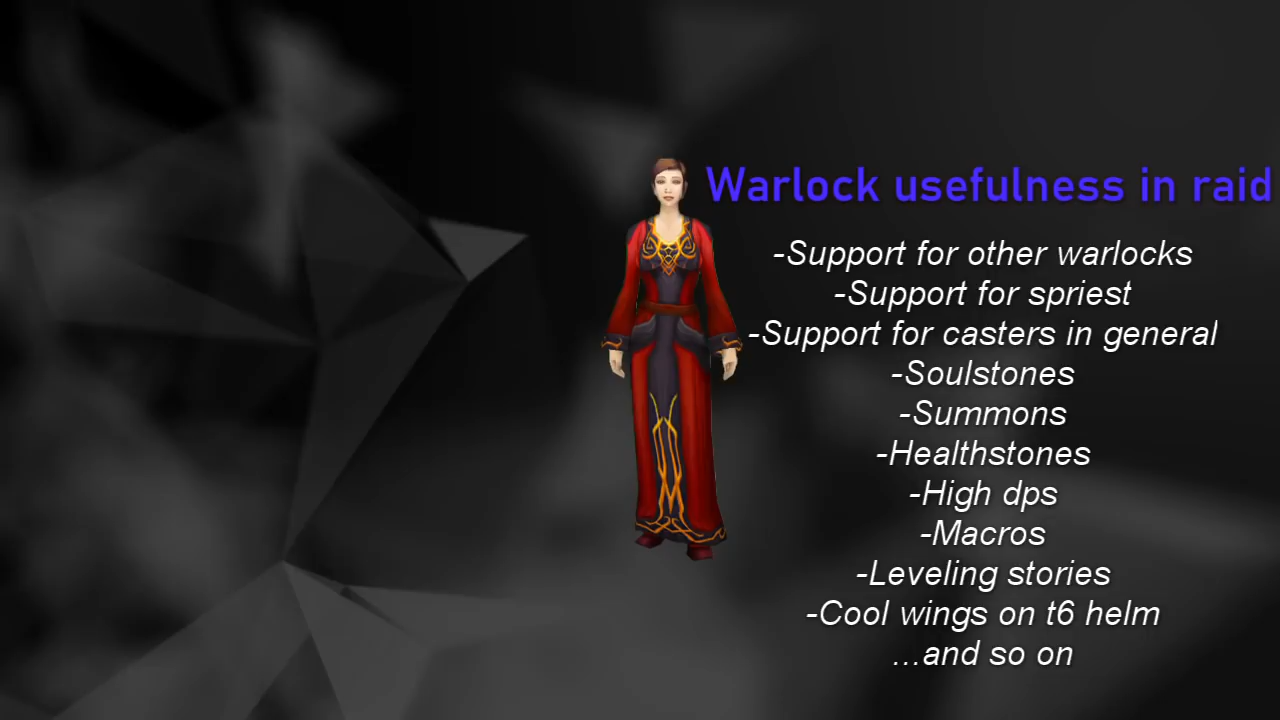 Warlock usefulness in raid
-Support for other warlocks
-Support for spriest
-Support for casters in general
-Soulstones
-Summons
-Healthstones
-High dps
-Macros
-Leveling stories
-Cool wings on t6 helm
...and so on